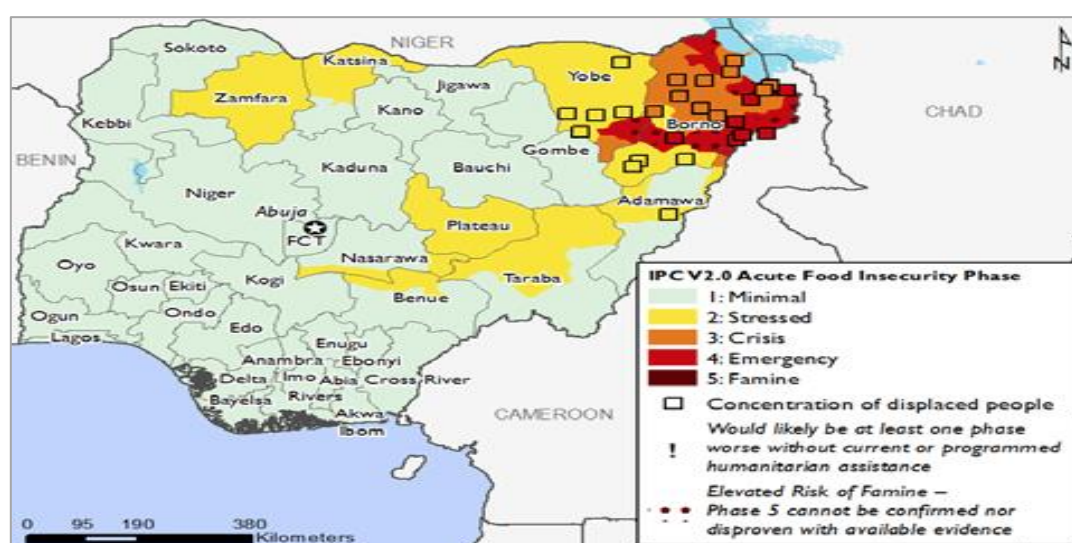 NIGER
Sokoto
Katsina
Yobe
Jigawa
Zamfara
Kano
N
CHAD
Kebbi
Borno
BENIN
Gombe
Kaduna
Bauchi
Niger
Adamawa
Abuja
FCT
Plateau
Kwara
Nasarawa
Oyo
Kogi
Taraba
Osun
Ekiti
Benue
Ogun
Ondo
Edo
Lagos
Enugu
Anambra
Ebonyi
Delta
Imo
Abia
Cross River
Bayelsa
Rivers
Akwa
Ibom
CAMEROON
IPC V2.0 Acute Food Insecurity Phase
1: Minimal
2: Stressed
3: Crisis
4: Emergency
5: Famine
Concentration of displaced people
Would likely be at least one phase
worse without current or programmed
! humanitarian assistance
Elevated Risk of Famine –
Phase 5 cannot be confirmed nor
disproven with available evidence
0 95 190 380
Kilometers